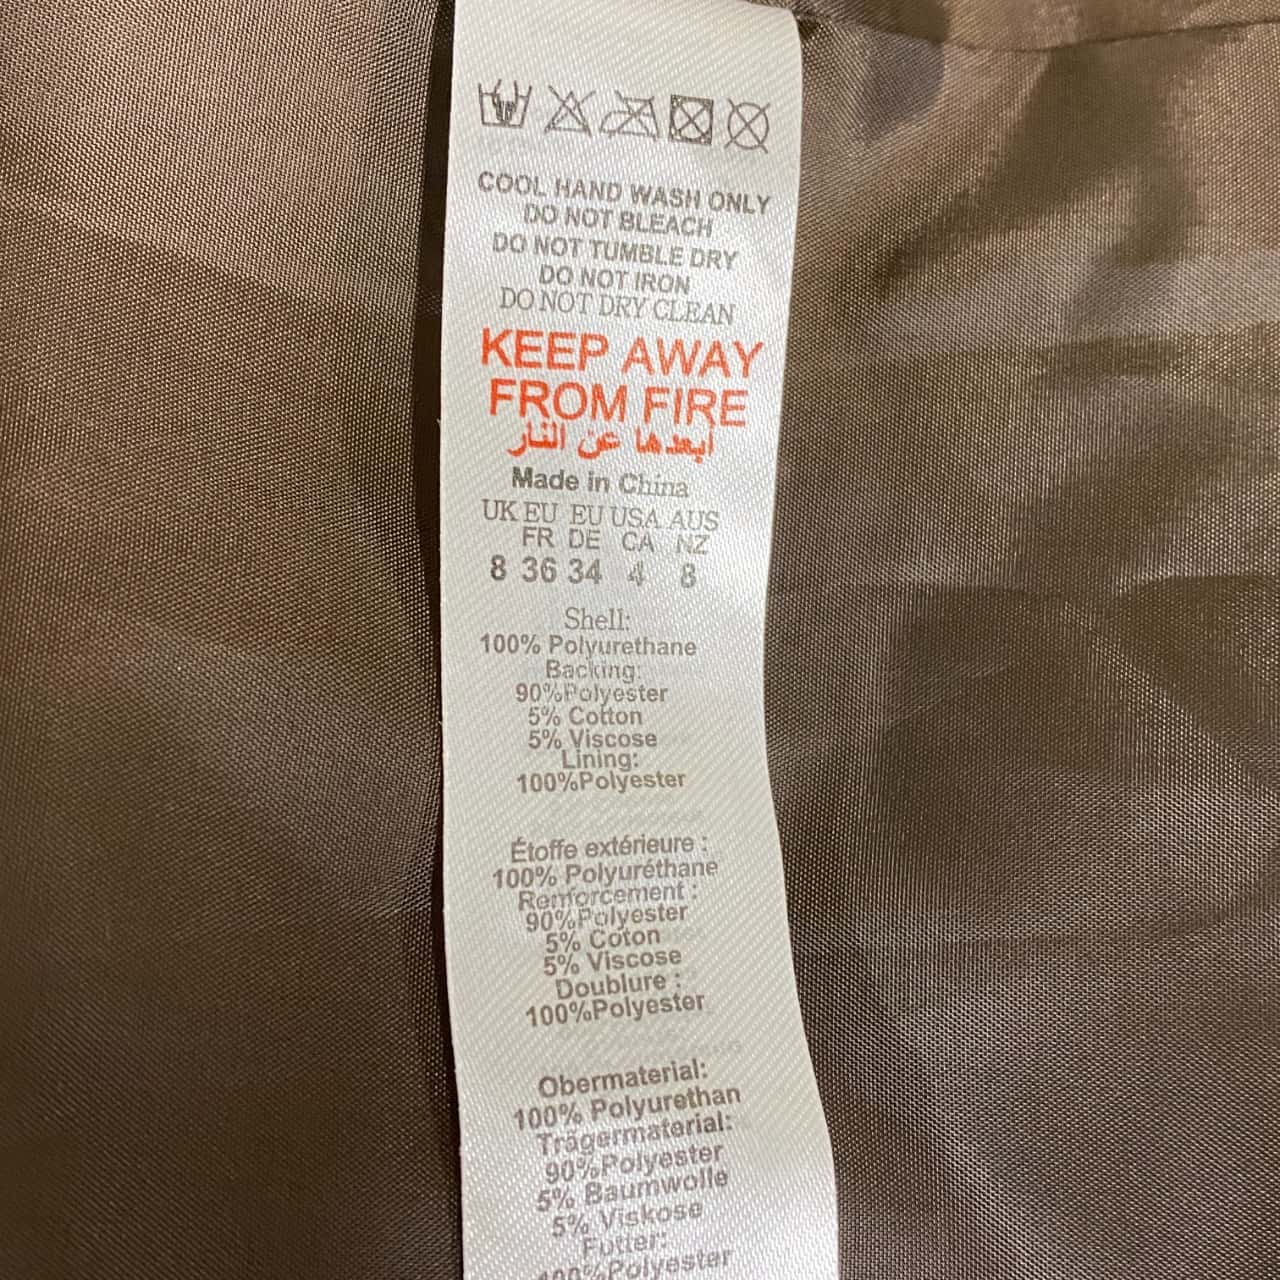 COOL HAND WASH ONLY
DO NOT BLEACH
DO NOT TUMBLE DRY
DO NOT IRON
DO NOT DRY CLEAN
KEEP AWAY
FROM FIRE
أبعدها عن النار
Made in China
UK EU EU USA AUS
FR DE CA NZ
8 36 34 4 8
Shell:
100% Polyurethane
Backing:
90%Polyester
5% Cotton
5% Viscose
Lining:
100%Polyester
Étoffe extérieure :
100% Polyuréthane
Renforcement :
90%Polyester
5% Coton
5% Viscose
Doublure :
100%Polyester
Obermaterial:
100% Polyurethan
Trägermaterial:
90%Polyester
5% Baumwolle
5% Viskose
Futter:
100%Polyester